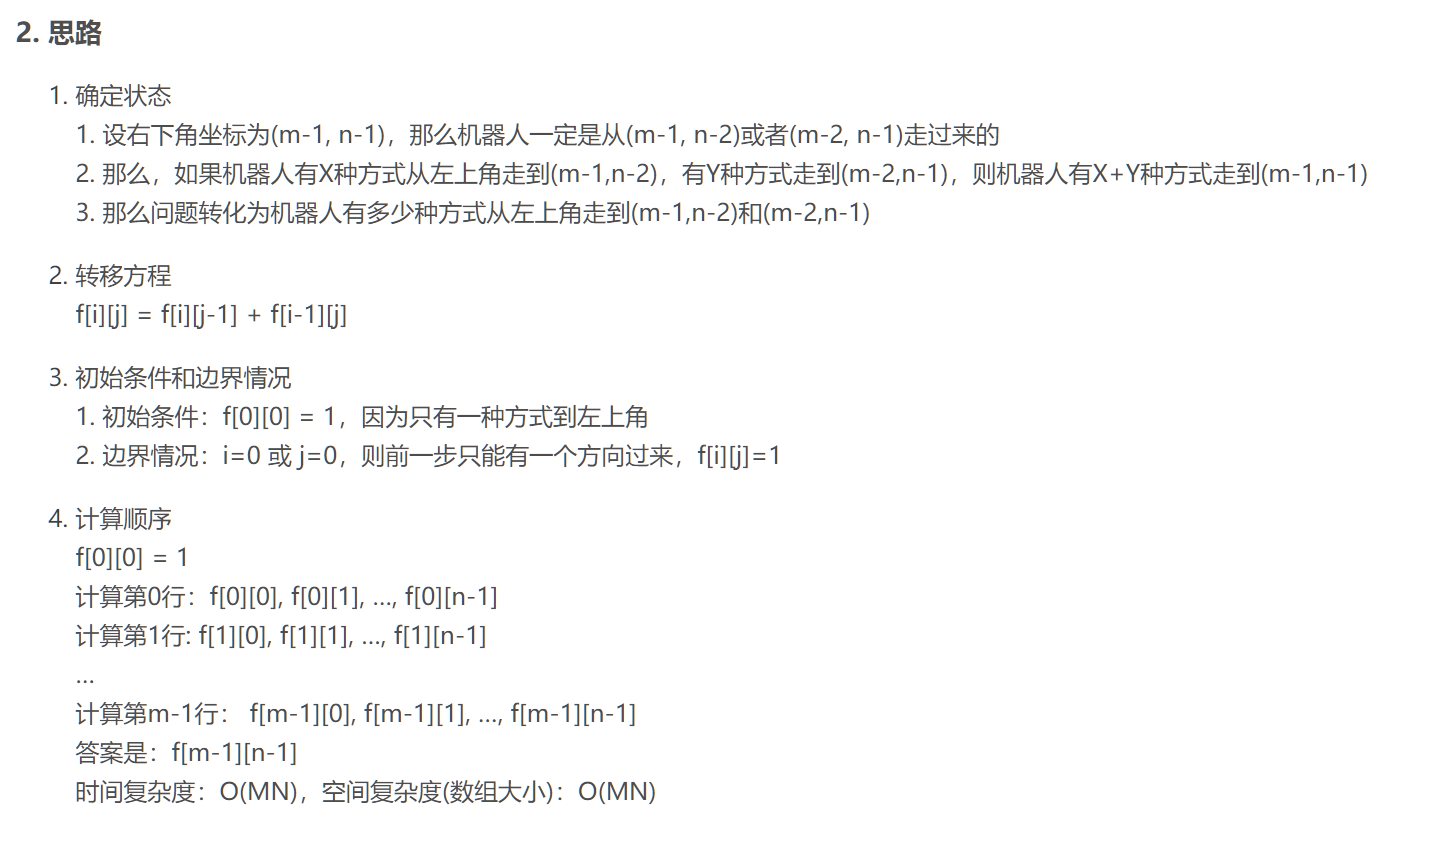 2. 思路
1. 确定状态
1. 设右下角坐标为(m-1, n-1)，那么机器人一定是从(m-1, n-2)或者(m-2, n-1)走过来的
2. 那么，如果机器人有X种方式从左上角走到(m-1,n-2)，有Y种方式走到(m-2,n-1)，则机器人有X+Y种方式走到(m-1,n-1)
3. 那么问题转化为机器人有多少种方式从左上角走到(m-1,n-2)和(m-2,n-1)
2. 转移方程
f[i][j] = f[i][j-1] + f[i-1][j]
3. 初始条件和边界情况
1. 初始条件：f[0][0] = 1，因为只有一种方式到左上角
2. 边界情况：i=0 或 j=0，则前一步只能有一个方向过来，f[i][j]=1
4. 计算顺序
f[0][0] = 1
计算第0行：f[0][0], f[0][1], ..., f[0][n-1]
计算第1行: f[1][0], f[1][1], ..., f[1][n-1]
...
计算第m-1行： f[m-1][0], f[m-1][1], ..., f[m-1][n-1]
答案是：f[m-1][n-1]
时间复杂度：O(MN)，空间复杂度(数组大小)：O(MN)